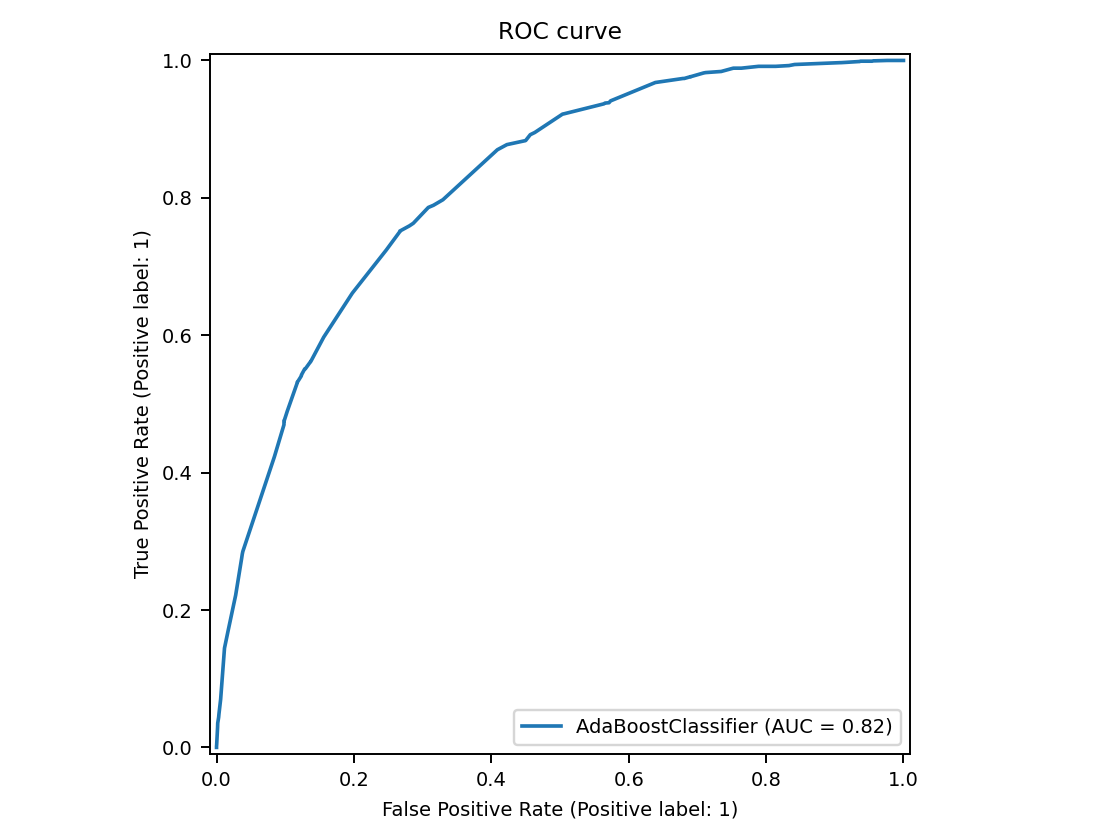 ROC curve
True Positive Rate (Positive label: 1)
1.0
0.8
0.6
0.4
0.2
0.0
AdaBoostClassifier (AUC = 0.82)
0.0 0.2 0.4 0.6 0.8 1.0
False Positive Rate (Positive label: 1)